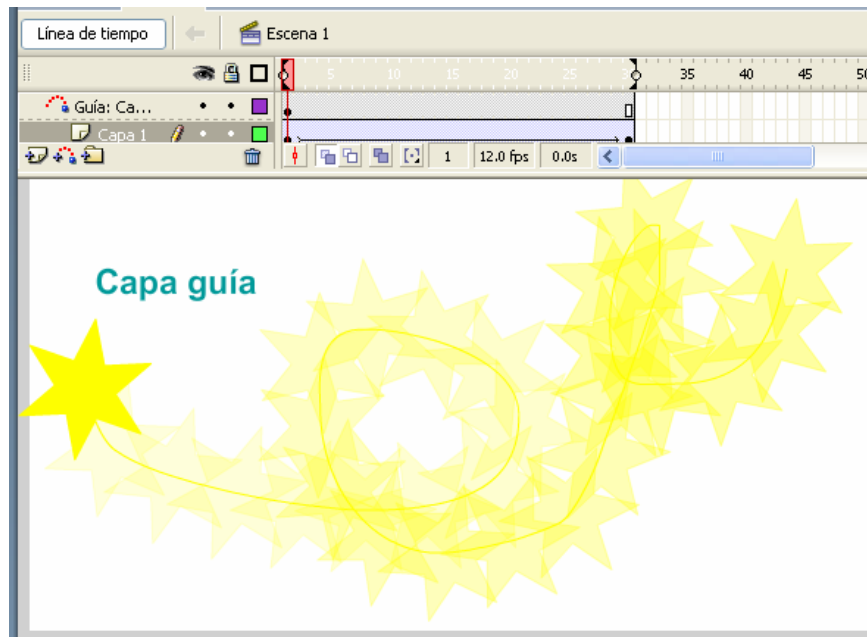 Línea de tiempo Escena 1
5 10 15 20 25 30 35 40 45 50
Guía: Ca...
Capa 1
1 12.0 fps 0.0s
Capa guía